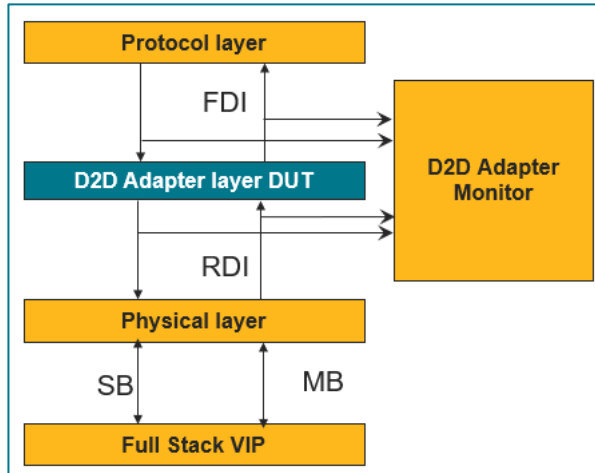 Protocol layer
FDI
D2D Adapter layer DUT
D2D Adapter
Monitor
RDI
Physical layer
SB
MB
Full Stack VIP